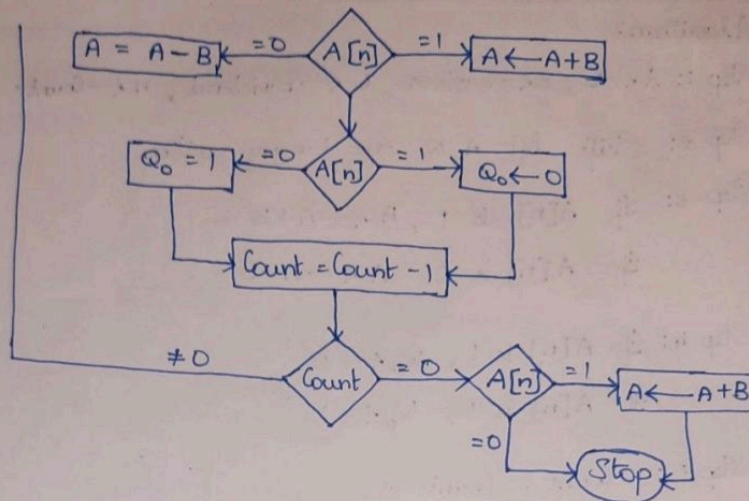 A = A - B =0 A[n] =1 A ← A+B
Q₀ = 1 =0 A[n] =1 Q₀ ← 0
Count = Count - 1
≠0 Count =0 A[n] =1 A ← A+B
=0 Stop